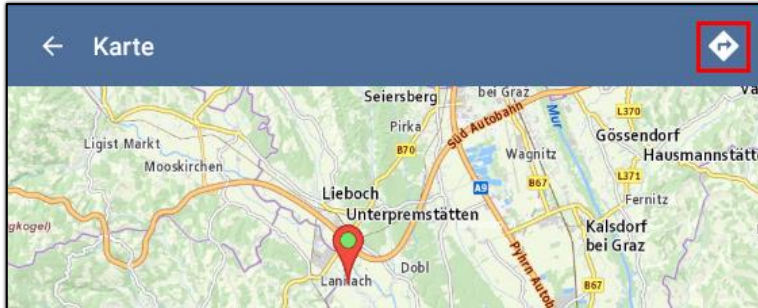 Karte
Seiersberg
bei Graz
Va
L370
Pirka
Mur
Süd Autobahn
Gössendorf
Ligist Markt
B70
Wagnitz
Hausmannstätt
Mooskirchen
L371
A9
B67
Lieboch
Fernitz
Unterpremstätten
gkogel)
Kalsdorf
bei Graz
Pyhrn Autob
Dobl
Lannach
B67